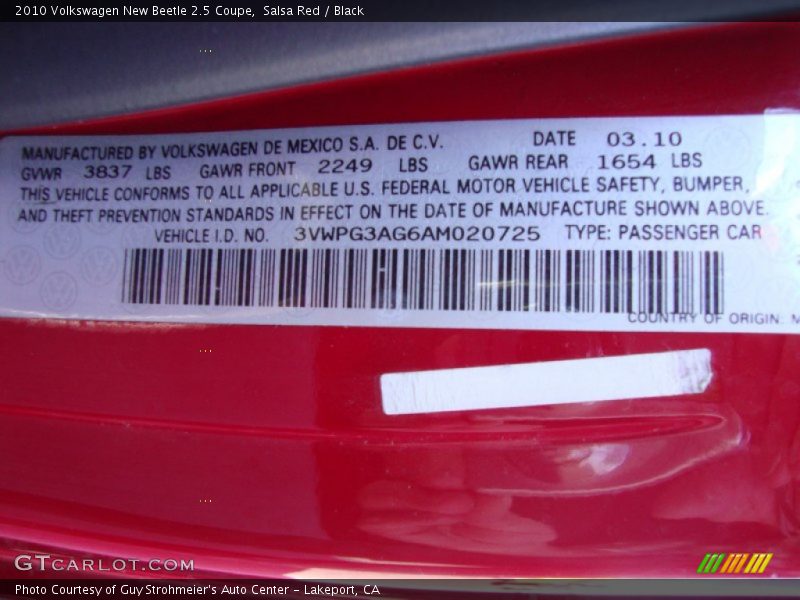 2010 Volkswagen New Beetle 2.5 Coupe,  Salsa Red / Black
MANUFACTURED BY VOLKSWAGEN DE MEXICO S.A. DE C.V. DATE 03.10
GVWR 3837 LBS GAWR FRONT 2249 LBS GAWR REAR 1654 LBS
THIS VEHICLE CONFORMS TO ALL APPLICABLE U.S. FEDERAL MOTOR VEHICLE SAFETY, BUMPER,
AND THEFT PREVENTION STANDARDS IN EFFECT ON THE DATE OF MANUFACTURE SHOWN ABOVE.
VEHICLE I.D. NO. 3VWPG3AG6AM020725 TYPE: PASSENGER CAR
COUNTRY OF ORIGIN. M
GTCARLOT.COM
Photo Courtesy of Guy Strohmeier's Auto Center - Lakeport, CA